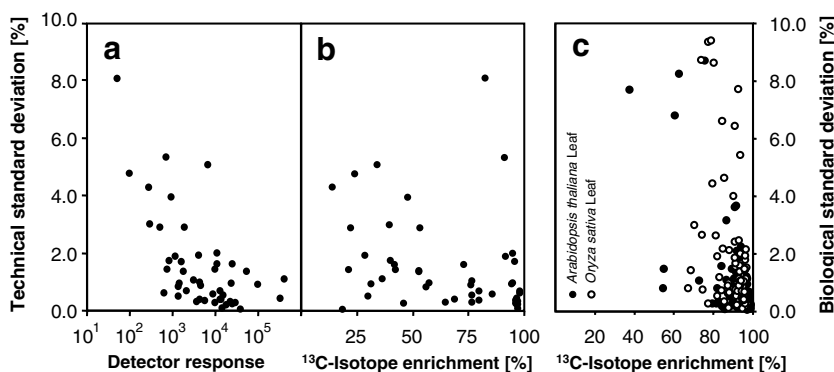 Technical standard deviation [%]
10.0
8.0
6.0
4.0
2.0
0.0
a
10¹ 10² 10³ 10⁴ 10⁵
Detector response
b
25 50 75 100
¹³C-Isotope enrichment [%]
c
● Arabidopsis thaliana Leaf
○ Oryza sativa Leaf
20 40 60 80 100
¹³C-Isotope enrichment [%]
10.0
8.0
6.0
4.0
2.0
0.0
Biological standard deviation [%]